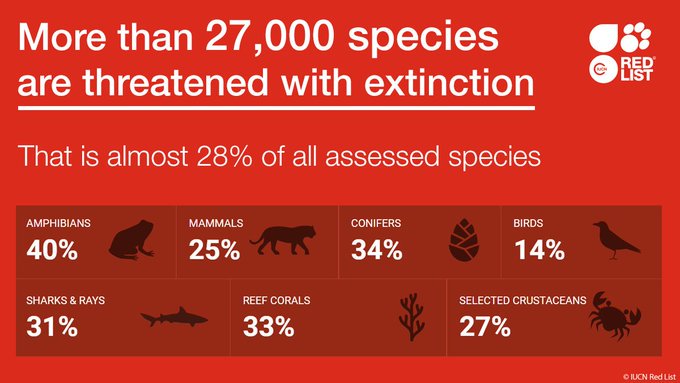 More than 27,000 species
are threatened with extinction
IUCN
RED
LIST
That is almost 28% of all assessed species
AMPHIBIANS
40%
MAMMALS
25%
CONIFERS
34%
BIRDS
14%
SHARKS & RAYS
31%
REEF CORALS
33%
SELECTED CRUSTACEANS
27%
© IUCN Red List